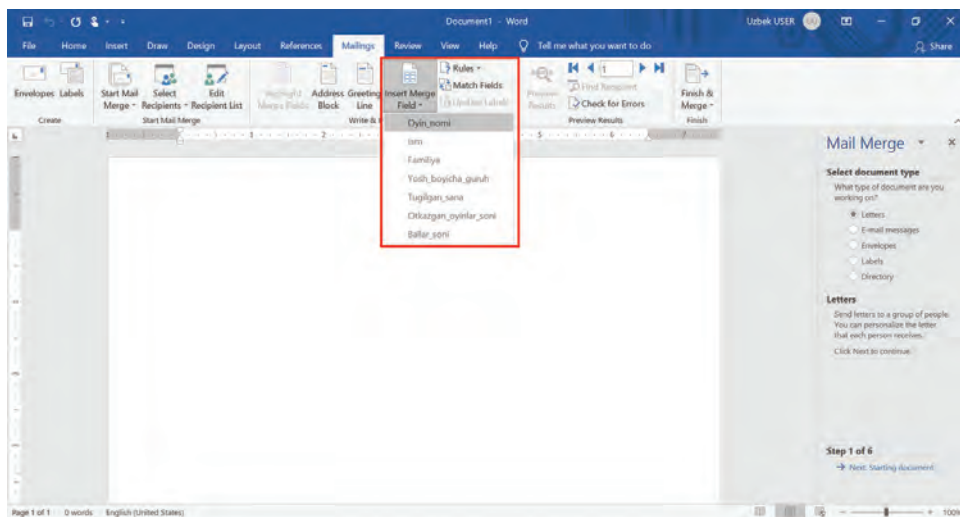 Document1 - Word
Uzbek USER
File Home Insert Draw Design Layout References Mailings Review View Help Tell me what you want to do
Share
Envelopes Labels
Create
Start Mail Merge
Select Recipients
Edit Recipient List
Start Mail Merge
Highlight Merge Fields
Address Block
Greeting Line
Insert Merge Field
Write &
Rules
Match Fields
Update Labels
Preview Results
1
Find Recipient
Check for Errors
Preview Results
Finish & Merge
Finish
Oyin_nomi
Ism
Familiya
Yosh_boyicha_guruh
Tugilgan_sana
Otkazgan_oyinlar_soni
Ballar_soni
Mail Merge
Select document type
What type of document are you
working on?
Letters
E-mail messages
Envelopes
Labels
Directory
Letters
Send letters to a group of people.
You can personalize the letter
that each person receives.
Click Next to continue.
Step 1 of 6
Next: Starting document
Page 1 of 1 0 words English (United States)
100%